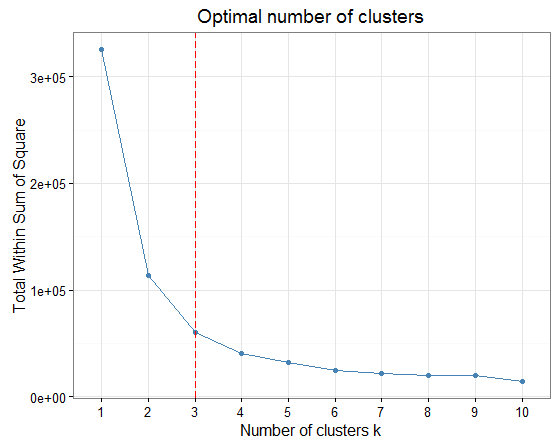 Optimal number of clusters
Total Within Sum of Square
3e+05
2e+05
1e+05
0e+00
1 2 3 4 5 6 7 8 9 10
Number of clusters k